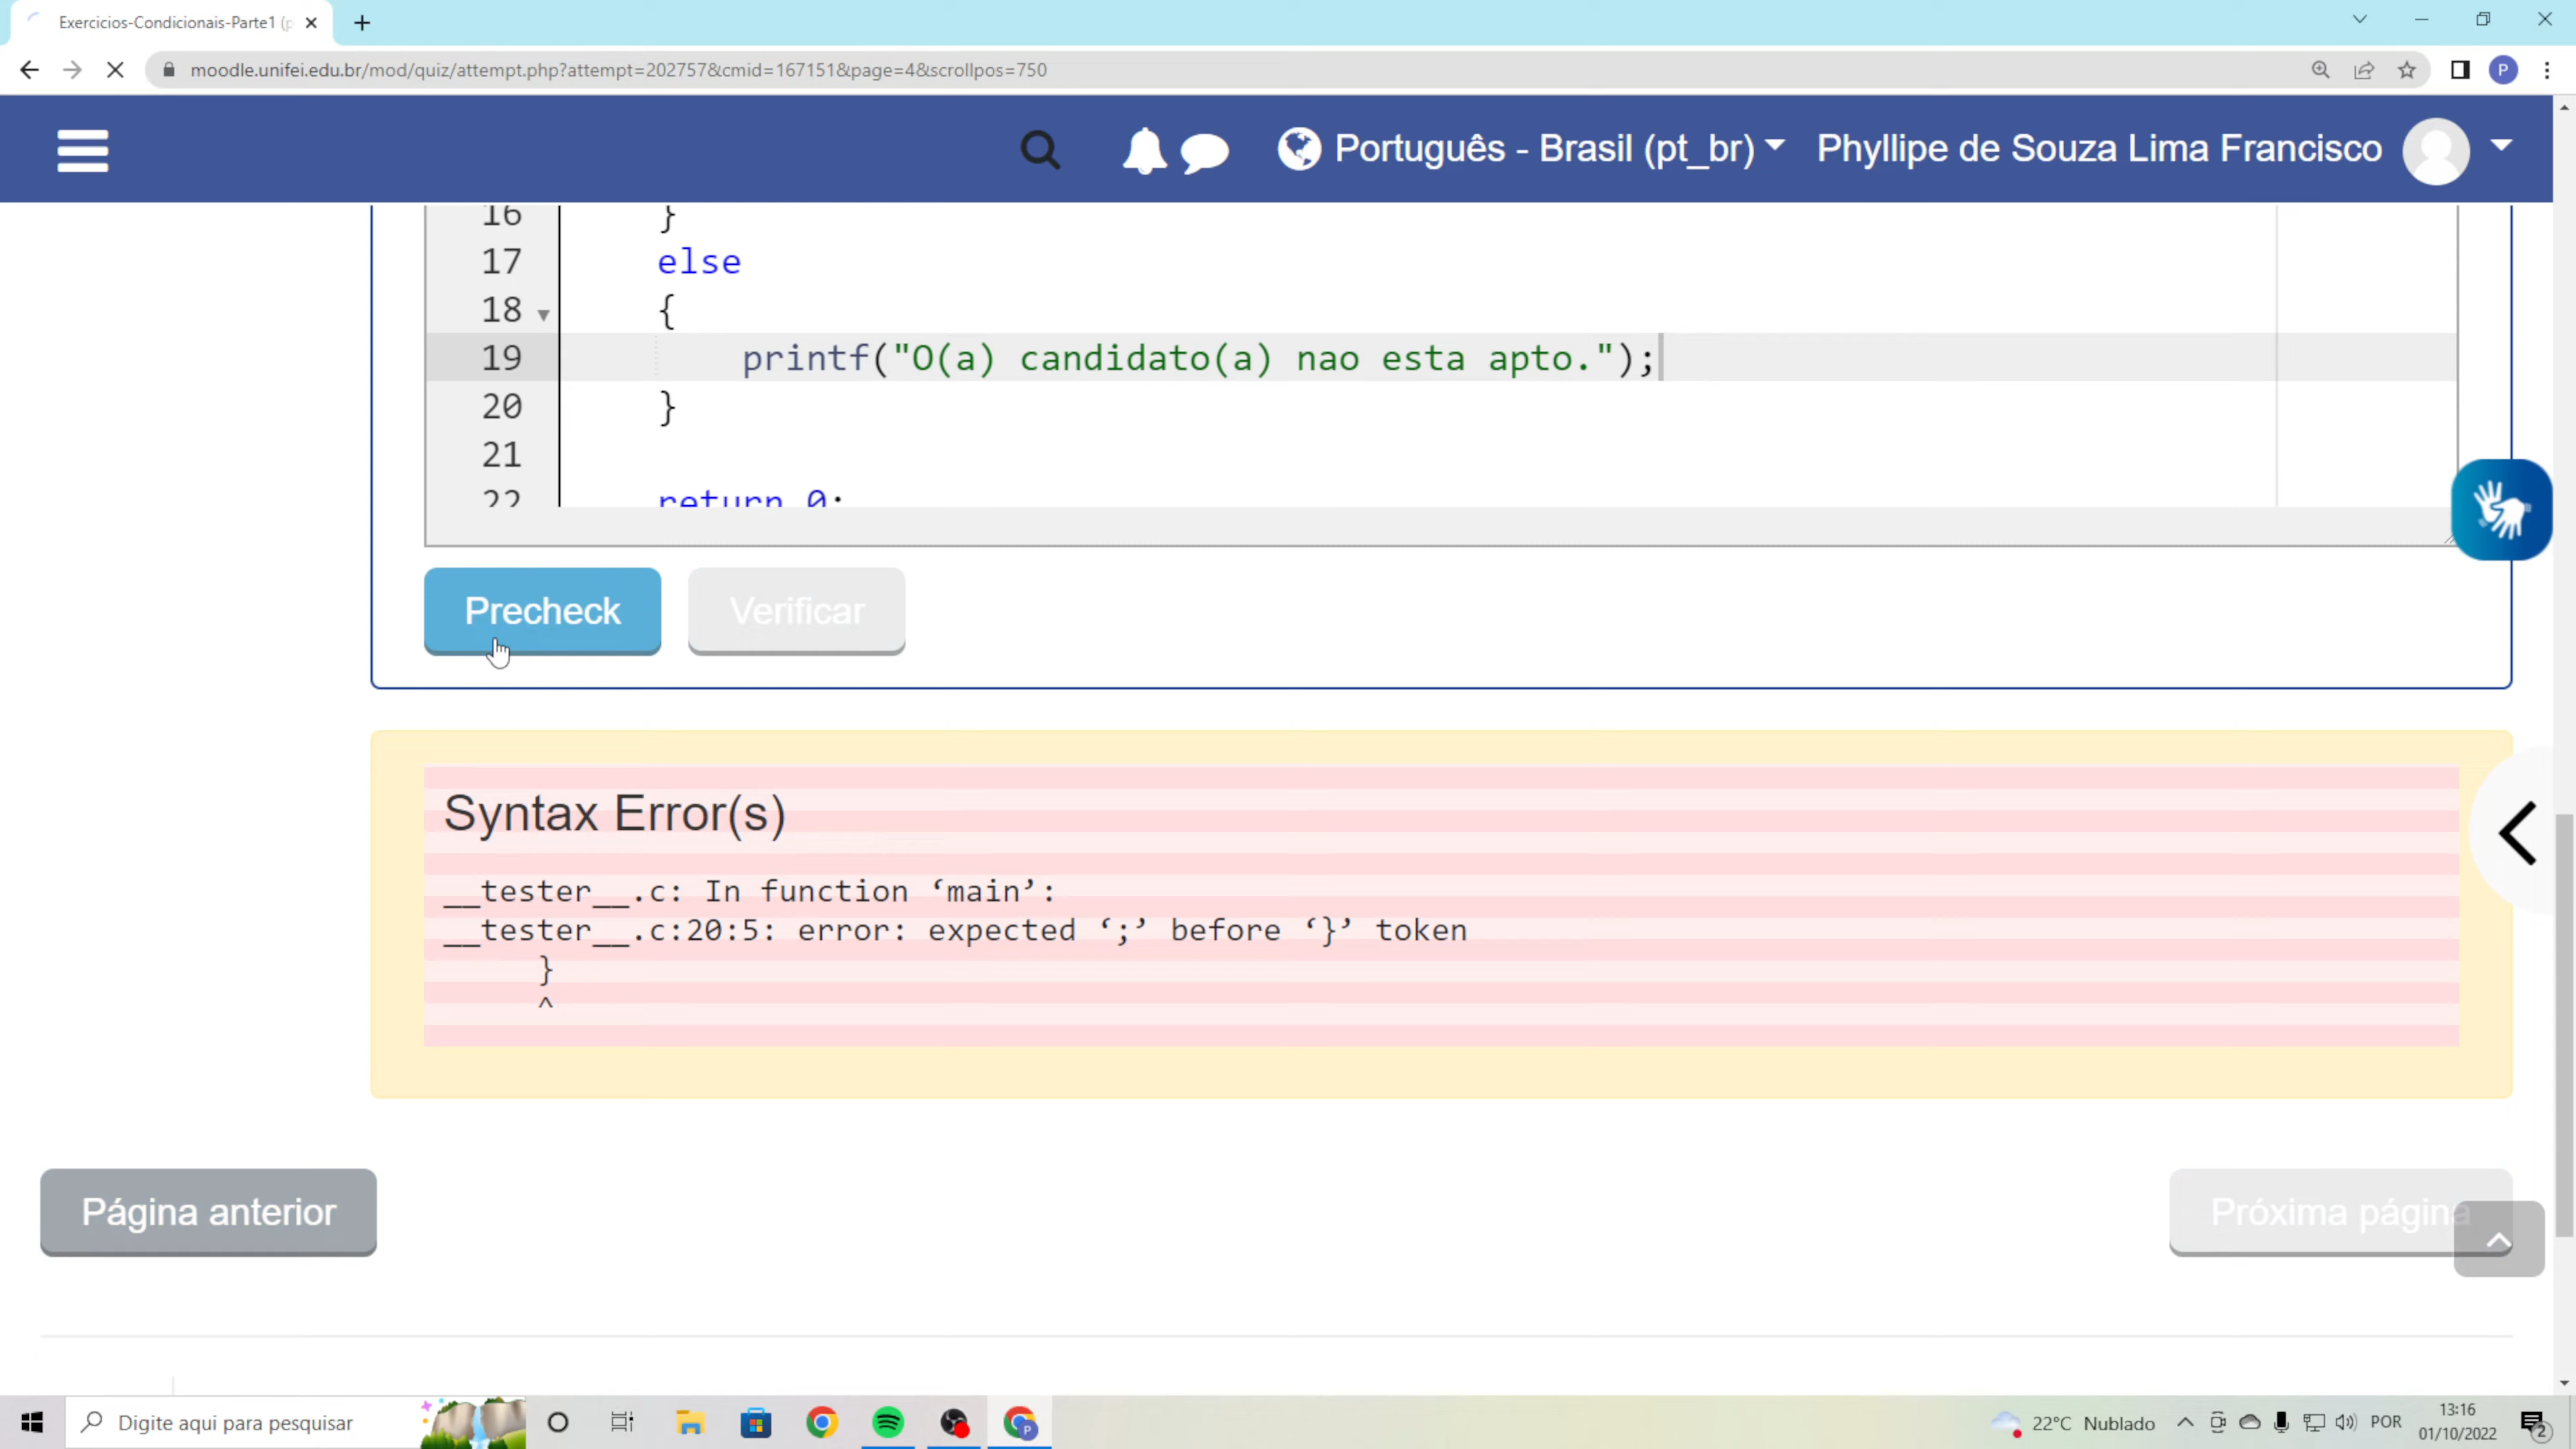 Exercicios-Condicionais-Parte1 (p
moodle.unifei.edu.br/mod/quiz/attempt.php?attempt=202757&cmid=167151&page=4&scrollpos=750
P
Português - Brasil (pt_br)
Phyllipe de Souza Lima Francisco
16 }
17 else
18 {
19 printf("O(a) candidato(a) nao esta apto.");
20 }
21
22 return 0;
Precheck
Verificar
Syntax Error(s)
__tester__.c: In function ‘main’:
__tester__.c:20:5: error: expected ‘;’ before ‘}’ token
}
^
Página anterior
Próxima página
Digite aqui para pesquisar
P
22°C Nublado
POR
13:16
01/10/2022
2